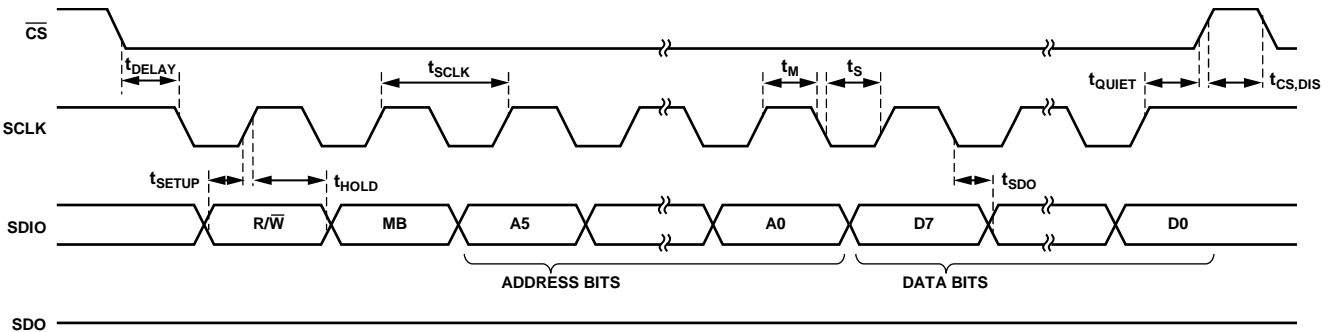 CS
tDELAY
tSCLK
tM
tS
tQUIET
tCS,DIS
SCLK
tSETUP
tHOLD
tSDO
SDIO
R/W
MB
A5
A0
D7
D0
ADDRESS BITS
DATA BITS
SDO